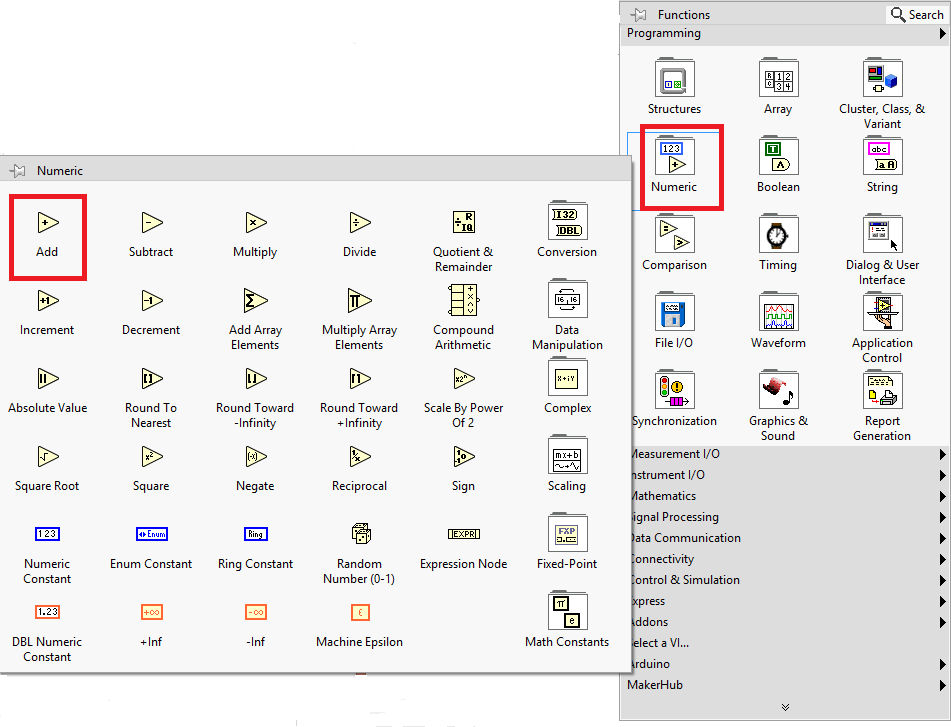 Functions
Search
Programming
Structures
Array
Cluster, Class, &
Variant
Numeric
Boolean
String
Comparison
Timing
Dialog & User
Interface
File I/O
Waveform
Application
Control
Synchronization
Graphics &
Sound
Report
Generation
Measurement I/O
Instrument I/O
Mathematics
Signal Processing
Data Communication
Connectivity
Control & Simulation
Express
Addons
Select a VI...
Arduino
MakerHub
Numeric
Add
Subtract
Multiply
Divide
Quotient &
Remainder
Conversion
Increment
Decrement
Add Array
Elements
Multiply Array
Elements
Compound
Arithmetic
Data
Manipulation
Absolute Value
Round To
Nearest
Round Toward
-Infinity
Round Toward
+Infinity
Scale By Power
Of 2
Complex
Square Root
Square
Negate
Reciprocal
Sign
Scaling
Numeric
Constant
Enum Constant
Ring Constant
Random
Number (0-1)
Expression Node
Fixed-Point
DBL Numeric
Constant
+Inf
-Inf
Machine Epsilon
Math Constants